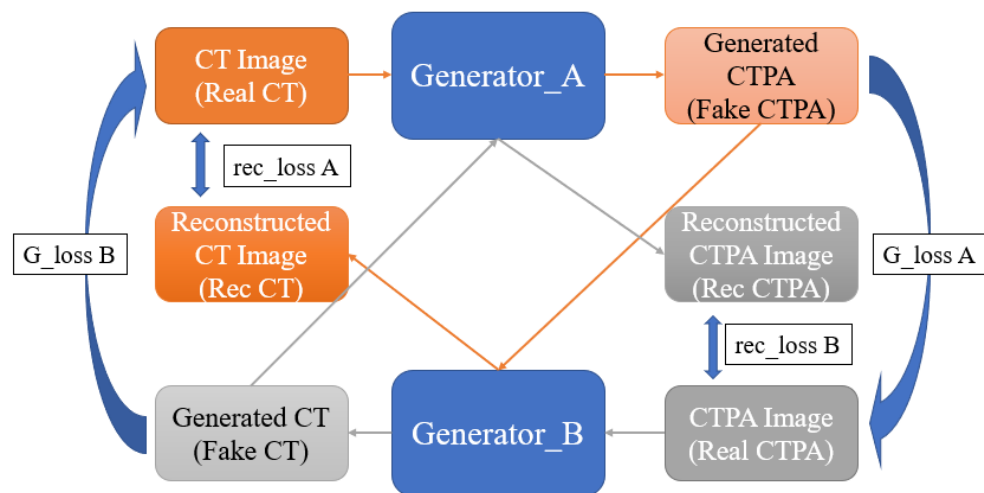 CT Image
(Real CT)
Generator_A
Generated
CTPA
(Fake CTPA)
rec_loss A
Reconstructed
CT Image
(Rec CT)
Reconstructed
CTPA Image
(Rec CTPA)
G_loss B
G_loss A
rec_loss B
Generated CT
(Fake CT)
Generator_B
CTPA Image
(Real CTPA)